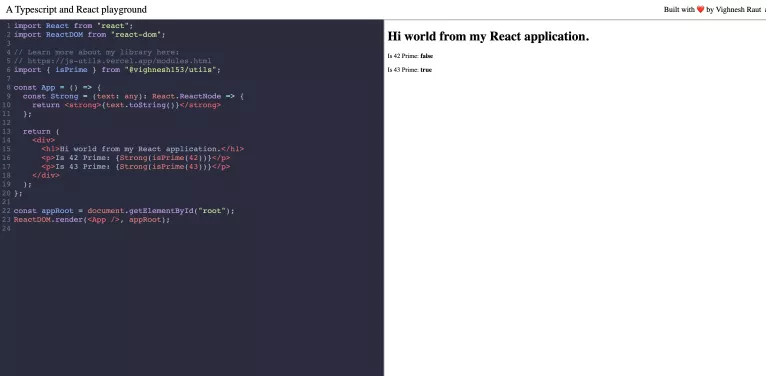 A Typescript and React playground
Built with ❤️ by Vighnesh Raut
1 import React from "react";
2 import ReactDOM from "react-dom";
3
4 // Learn more about my library here:
5 // https://js-utils.vercel.app/modules.html
6 import { isPrime } from "@vighnesh153/utils";
7
8 const App = () => {
9   const Strong = (text: any): React.ReactNode => {
10     return <strong>{text.toString()}</strong>
11   };
12
13   return (
14     <div>
15       <h1>Hi world from my React application.</h1>
16       <p>Is 42 Prime: {Strong(isPrime(42))}</p>
17       <p>Is 43 Prime: {Strong(isPrime(43))}</p>
18     </div>
19   );
20 };
21
22 const appRoot = document.getElementById("root");
23 ReactDOM.render(<App />, appRoot);
24
Hi world from my React application.
Is 42 Prime: false
Is 43 Prime: true